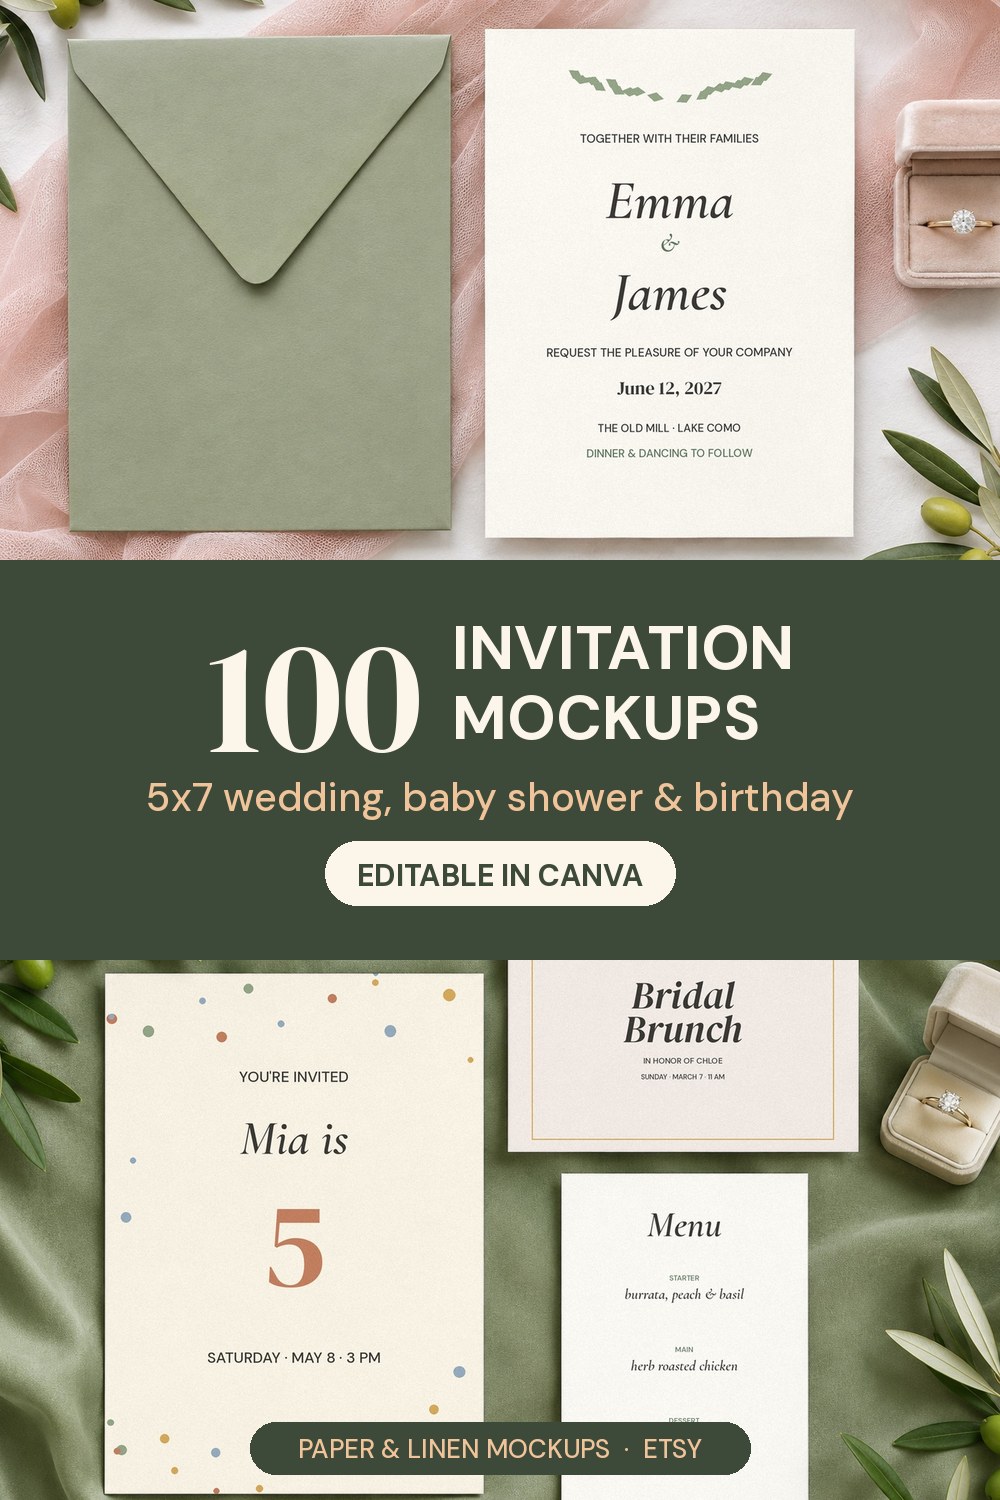 TOGETHER WITH THEIR FAMILIES
Emma
&
James
REQUEST THE PLEASURE OF YOUR COMPANY
June 12, 2027
THE OLD MILL · LAKE COMO
DINNER & DANCING TO FOLLOW
100 INVITATION
MOCKUPS
5x7 wedding, baby shower & birthday
EDITABLE IN CANVA
YOU'RE INVITED
Mia is
5
SATURDAY · MAY 8 · 3 PM
Bridal
Brunch
IN HONOR OF CHLOE
SUNDAY · MARCH 7 · 11 AM
Menu
STARTER
burrata, peach & basil
MAIN
herb roasted chicken
DESSERT
PAPER & LINEN MOCKUPS · ETSY